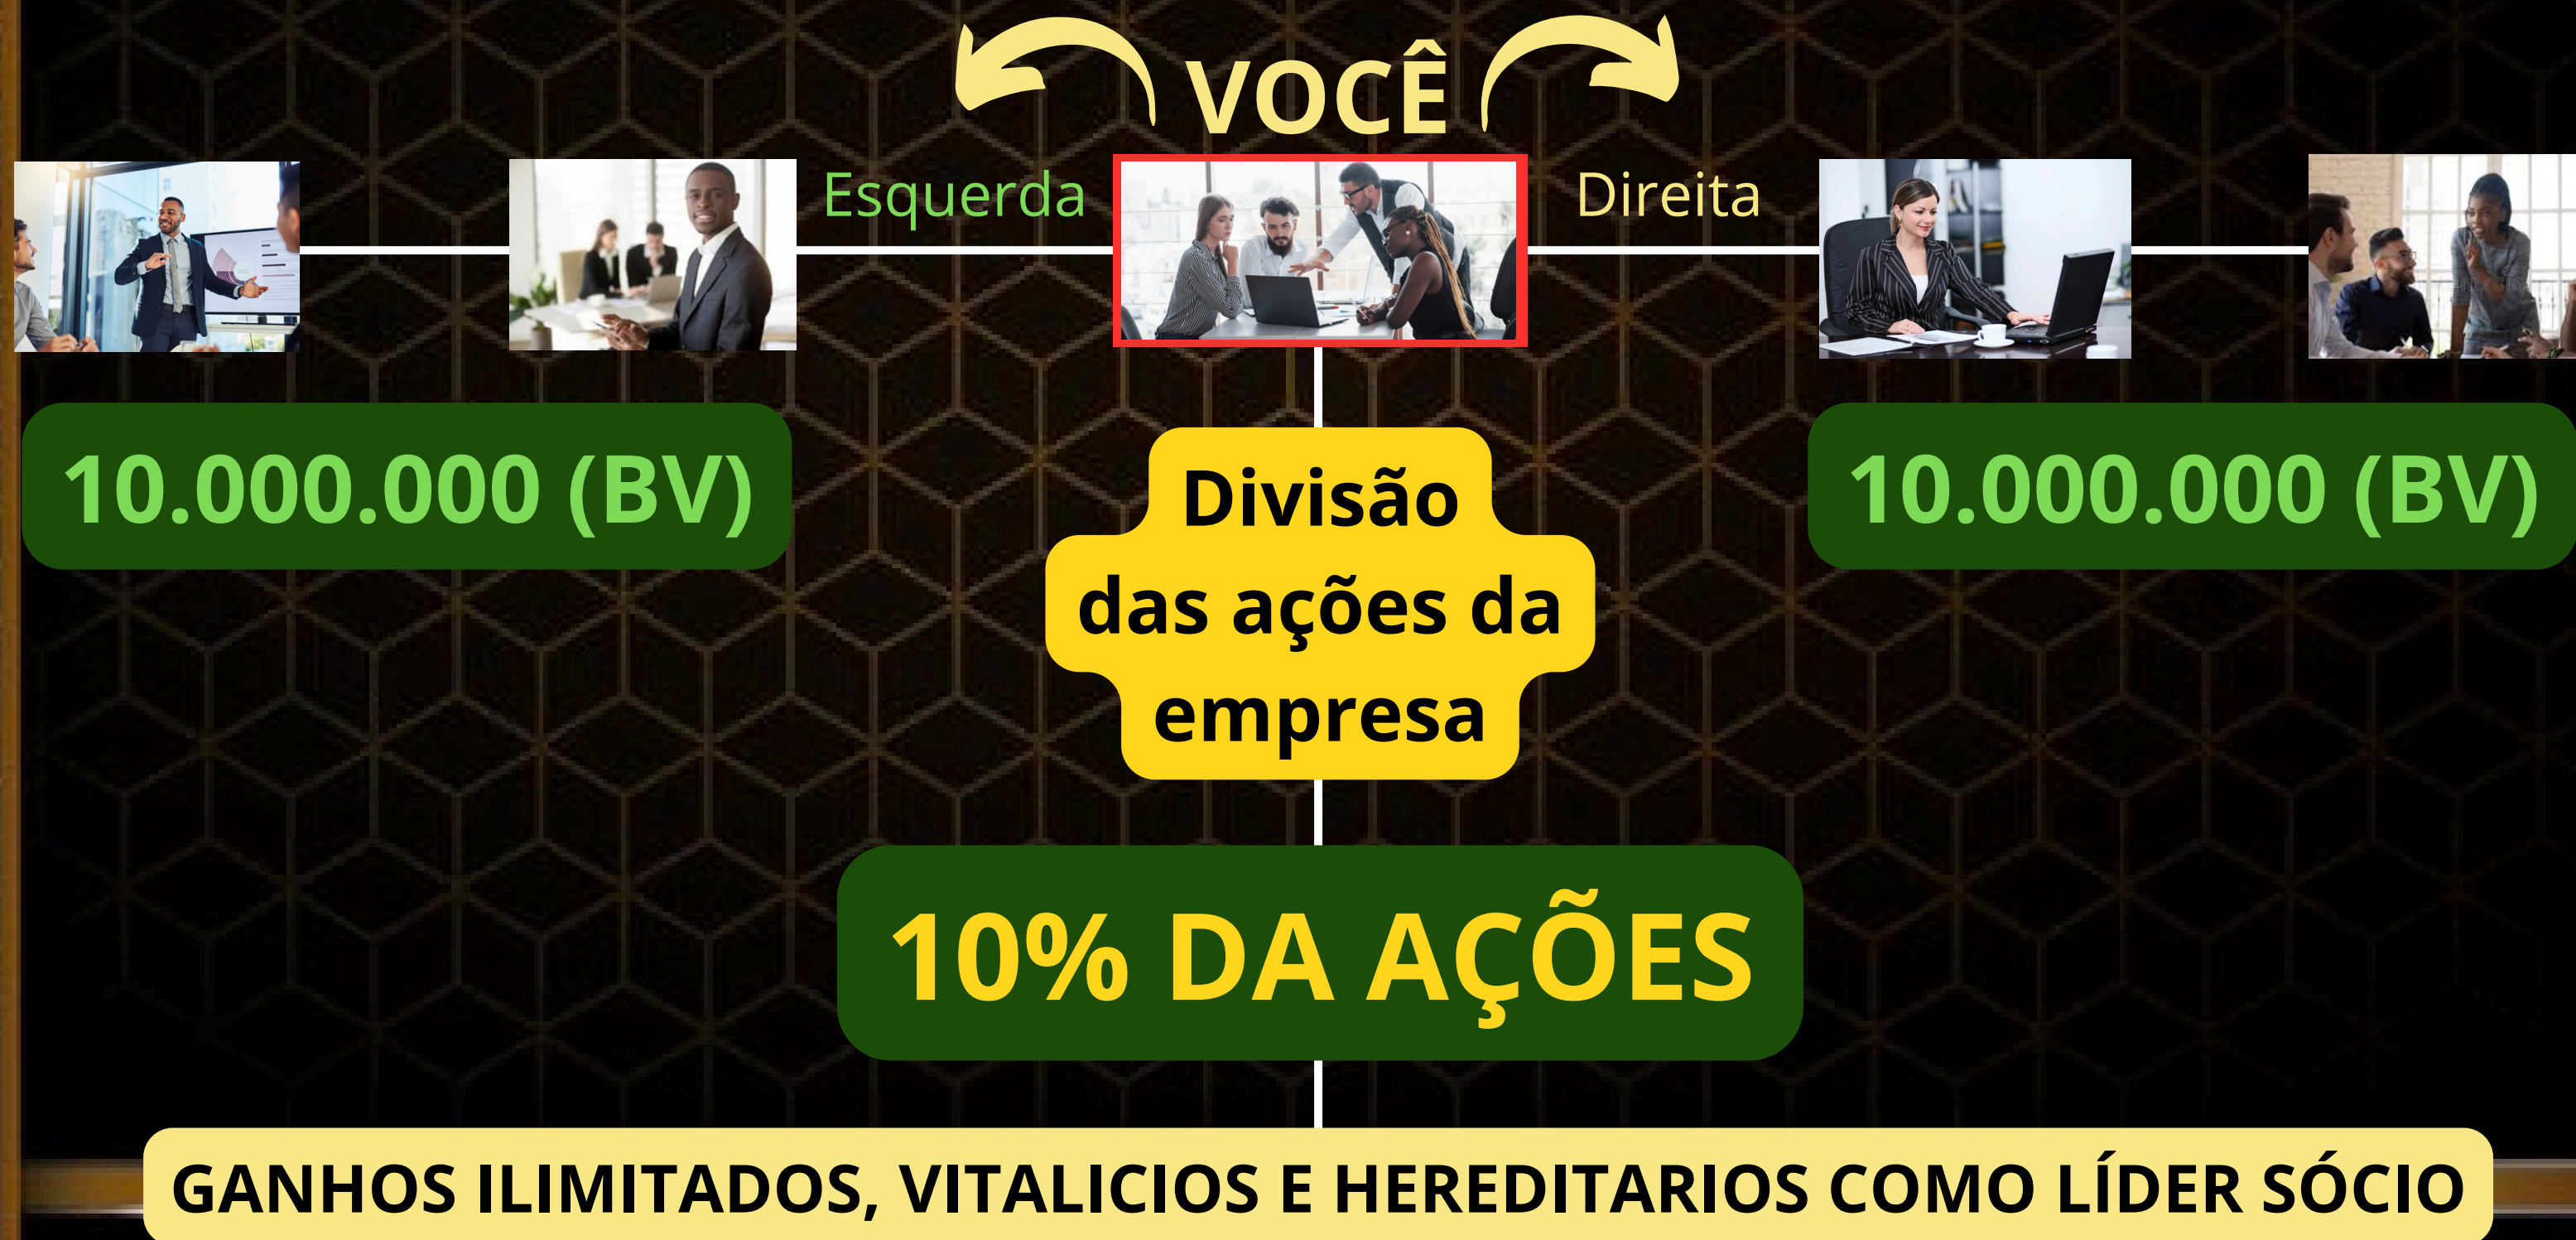 VOCÊ
Esquerda
Direita
10.000.000 (BV)
10.000.000 (BV)
Divisão
das ações da
empresa
10% DA AÇÕES
GANHOS ILIMITADOS, VITALICIOS E HEREDITARIOS COMO LÍDER SÓCIO